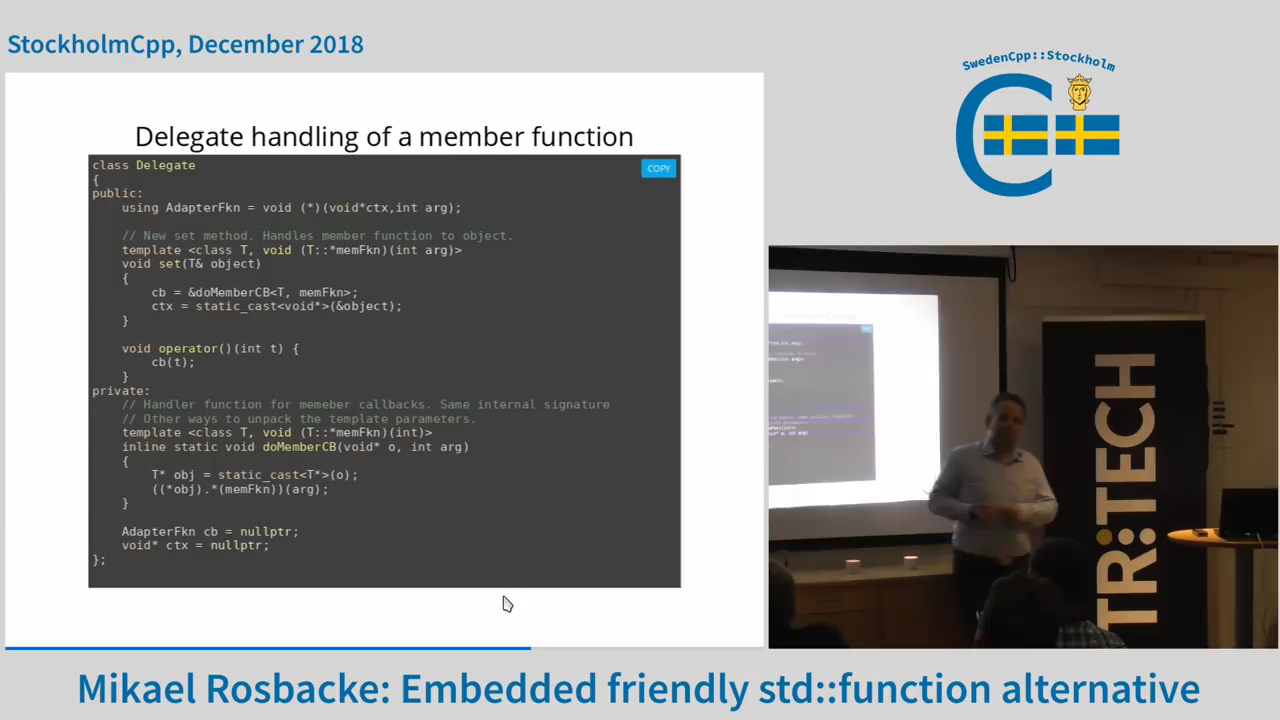 StockholmCpp, December 2018
SwedenCpp::Stockholm
Delegate handling of a member function
COPY
class Delegate
{
public:
    using AdapterFkn = void (*)(void*ctx,int arg);
    // New set method. Handles member function to object.
    template <class T, void (T::*memFkn)(int arg)>
    void set(T& object)
    {
        cb = &doMemberCB<T, memFkn>;
        ctx = static_cast<void*>(&object);
    }
    void operator()(int t) {
        cb(t);
    }
private:
    // Handler function for memeber callbacks. Same internal signature
    // Other ways to unpack the template parameters.
    template <class T, void (T::*memFkn)(int)>
    inline static void doMemberCB(void* o, int arg)
    {
        T* obj = static_cast<T*>(o);
        ((*obj).*(memFkn))(arg);
    }
    AdapterFkn cb = nullptr;
    void* ctx = nullptr;
};
TR:TECH
Mikael Rosbacke: Embedded friendly std::function alternative